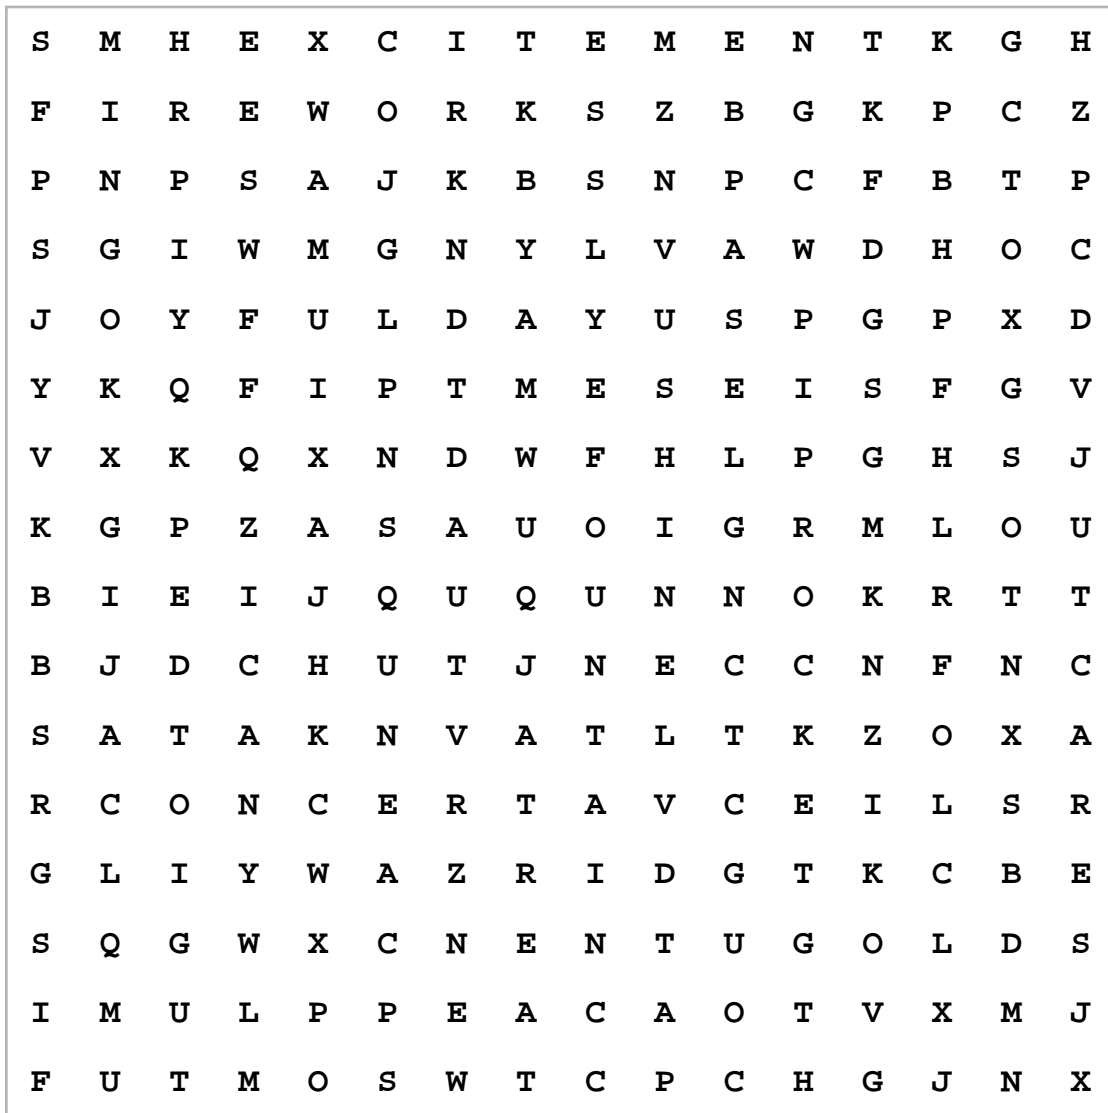 S M H E X C I T E M E N T K G H
F I R E W O R K S Z B G K P C Z
P N P S A J K B S N P C F B T P
S G I W M G N Y L V A W D H O C
J O Y F U L D A Y U S P G P X D
Y K Q F I P T M E S E I S F G V
V X K Q X N D W F H L P G H S J
K G P Z A S A U O I G R M L O U
B I E I J Q U Q U N N O K R T T
B J D C H U T J N E C C N F N C
S A T A K N V A T L T K Z O X A
R C O N C E R T A V C E I L S R
G L I Y W A Z R I D G T K C B E
S Q G W X C N E N T U G O L D S
I M U L P P E A C A O T V X M J
F U T M O S W T C P C H G J N X